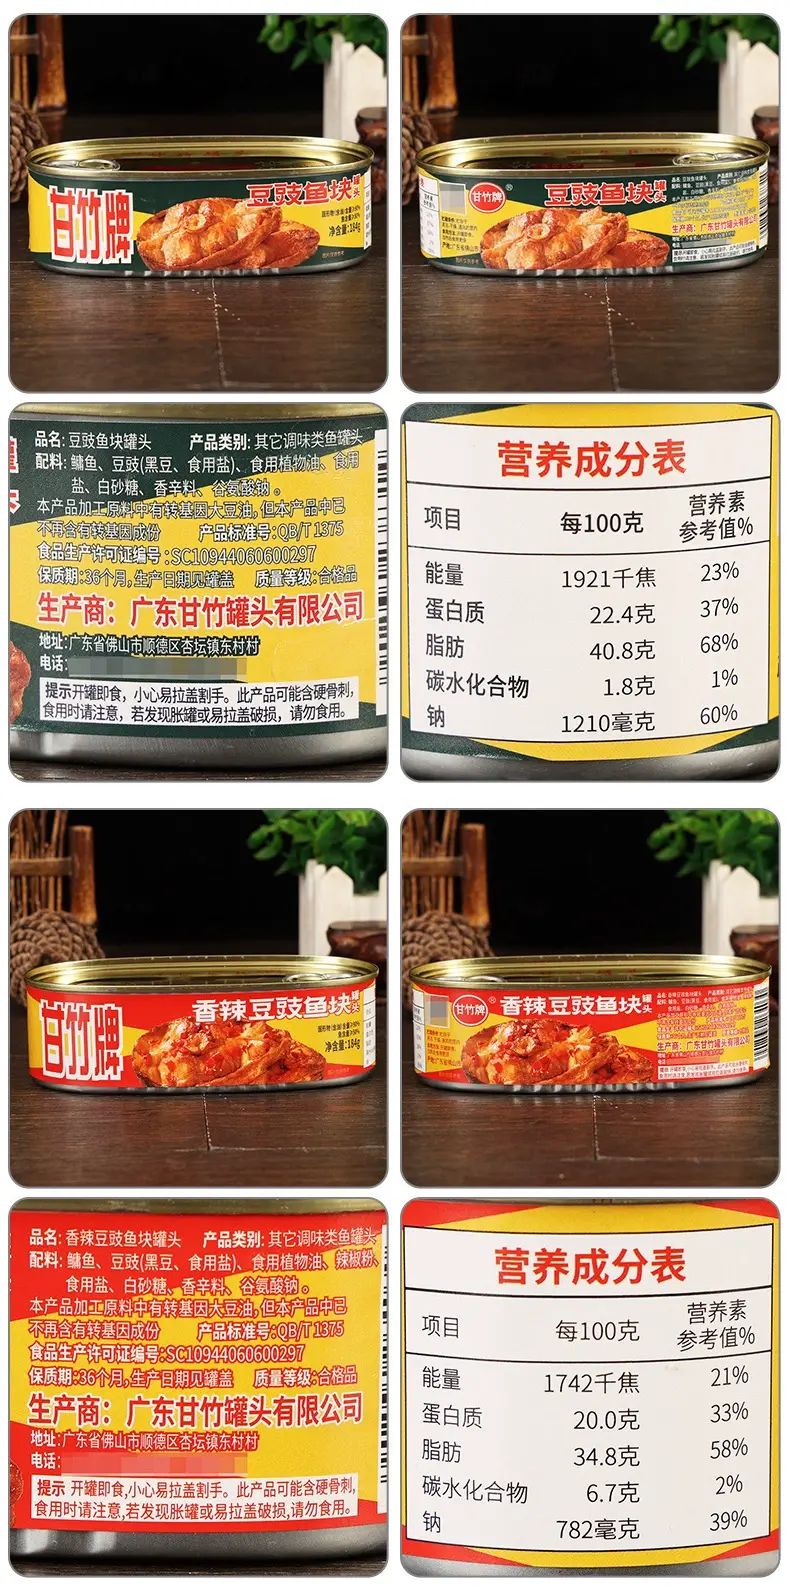 甘竹牌
豆豉鱼块罐头
净含量:184g
甘竹牌®
豆豉鱼块罐头
生产商：广东甘竹罐头有限公司
品名: 豆豉鱼块罐头 产品类别: 其它调味类鱼罐头
配料: 鱅鱼、豆豉(黑豆、食用盐)、食用植物油、食用
盐、白砂糖、香辛料、谷氨酸钠。
本产品加工原料中有转基因大豆油,但本产品中已
不再含有转基因成份 产品标准号:QB/T 1375
食品生产许可证编号:SC10944060600297
保质期:36个月,生产日期见罐盖 质量等级:合格品
生产商：广东甘竹罐头有限公司
地址:广东省佛山市顺德区杏坛镇东村村
电话:
提示开罐即食，小心易拉盖割手。此产品可能含硬骨刺，
食用时请注意，若发现胀罐或易拉盖破损，请勿食用。
营养成分表
项目 每100克 营养素参考值%
能量 1921千焦 23%
蛋白质 22.4克 37%
脂肪 40.8克 68%
碳水化合物 1.8克 1%
钠 1210毫克 60%
甘竹牌
香辣豆豉鱼块罐头
净含量:184g
甘竹牌®
香辣豆豉鱼块罐头
生产商：广东甘竹罐头有限公司
品名: 香辣豆豉鱼块罐头 产品类别: 其它调味类鱼罐头
配料: 鱅鱼、豆豉(黑豆、食用盐)、食用植物油、辣椒粉、
食用盐、白砂糖、香辛料、谷氨酸钠。
本产品加工原料中有转基因大豆油,但本产品中已
不再含有转基因成份 产品标准号:QB/T 1375
食品生产许可证编号:SC10944060600297
保质期:36个月,生产日期见罐盖 质量等级:合格品
生产商：广东甘竹罐头有限公司
地址:广东省佛山市顺德区杏坛镇东村村
电话:
提示 开罐即食,小心易拉盖割手。此产品可能含硬骨刺,
食用时请注意,若发现胀罐或易拉盖破损,请勿食用。
营养成分表
项目 每100克 营养素参考值%
能量 1742千焦 21%
蛋白质 20.0克 33%
脂肪 34.8克 58%
碳水化合物 6.7克 2%
钠 782毫克 39%